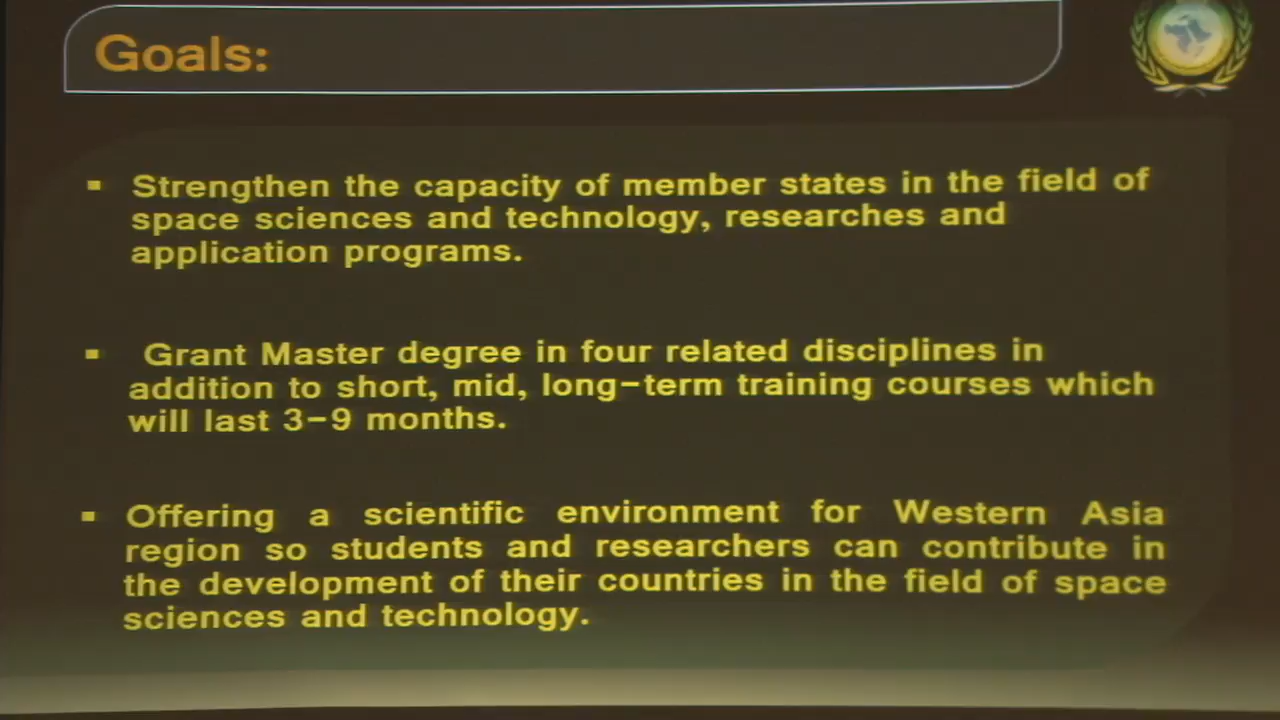 Goals:
▪ Strengthen the capacity of member states in the field of
space sciences and technology, researches and
application programs.
▪ Grant Master degree in four related disciplines in
addition to short, mid, long-term training courses which
will last 3-9 months.
▪ Offering a scientific environment for Western Asia
region so students and researchers can contribute in
the development of their countries in the field of space
sciences and technology.